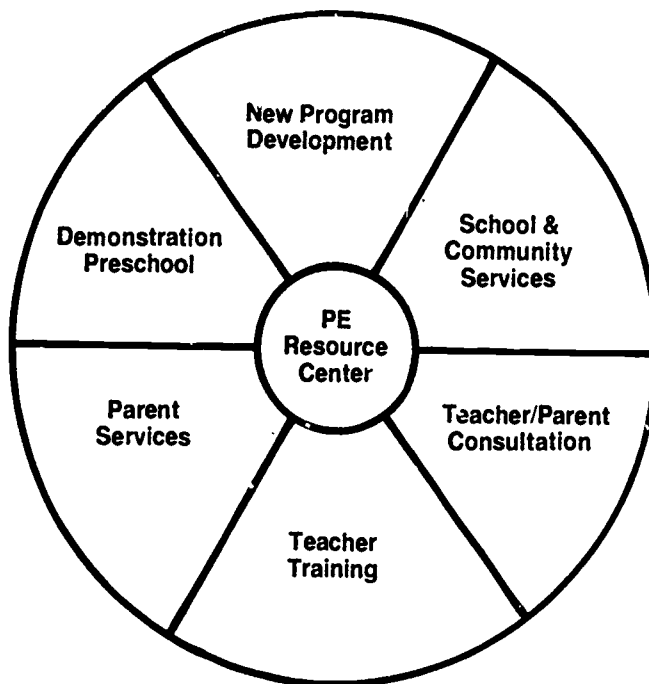 New Program
Development
School &
Community
Services
Teacher/Parent
Consultation
Teacher
Training
Parent
Services
Demonstration
Preschool
PE
Resource
Center